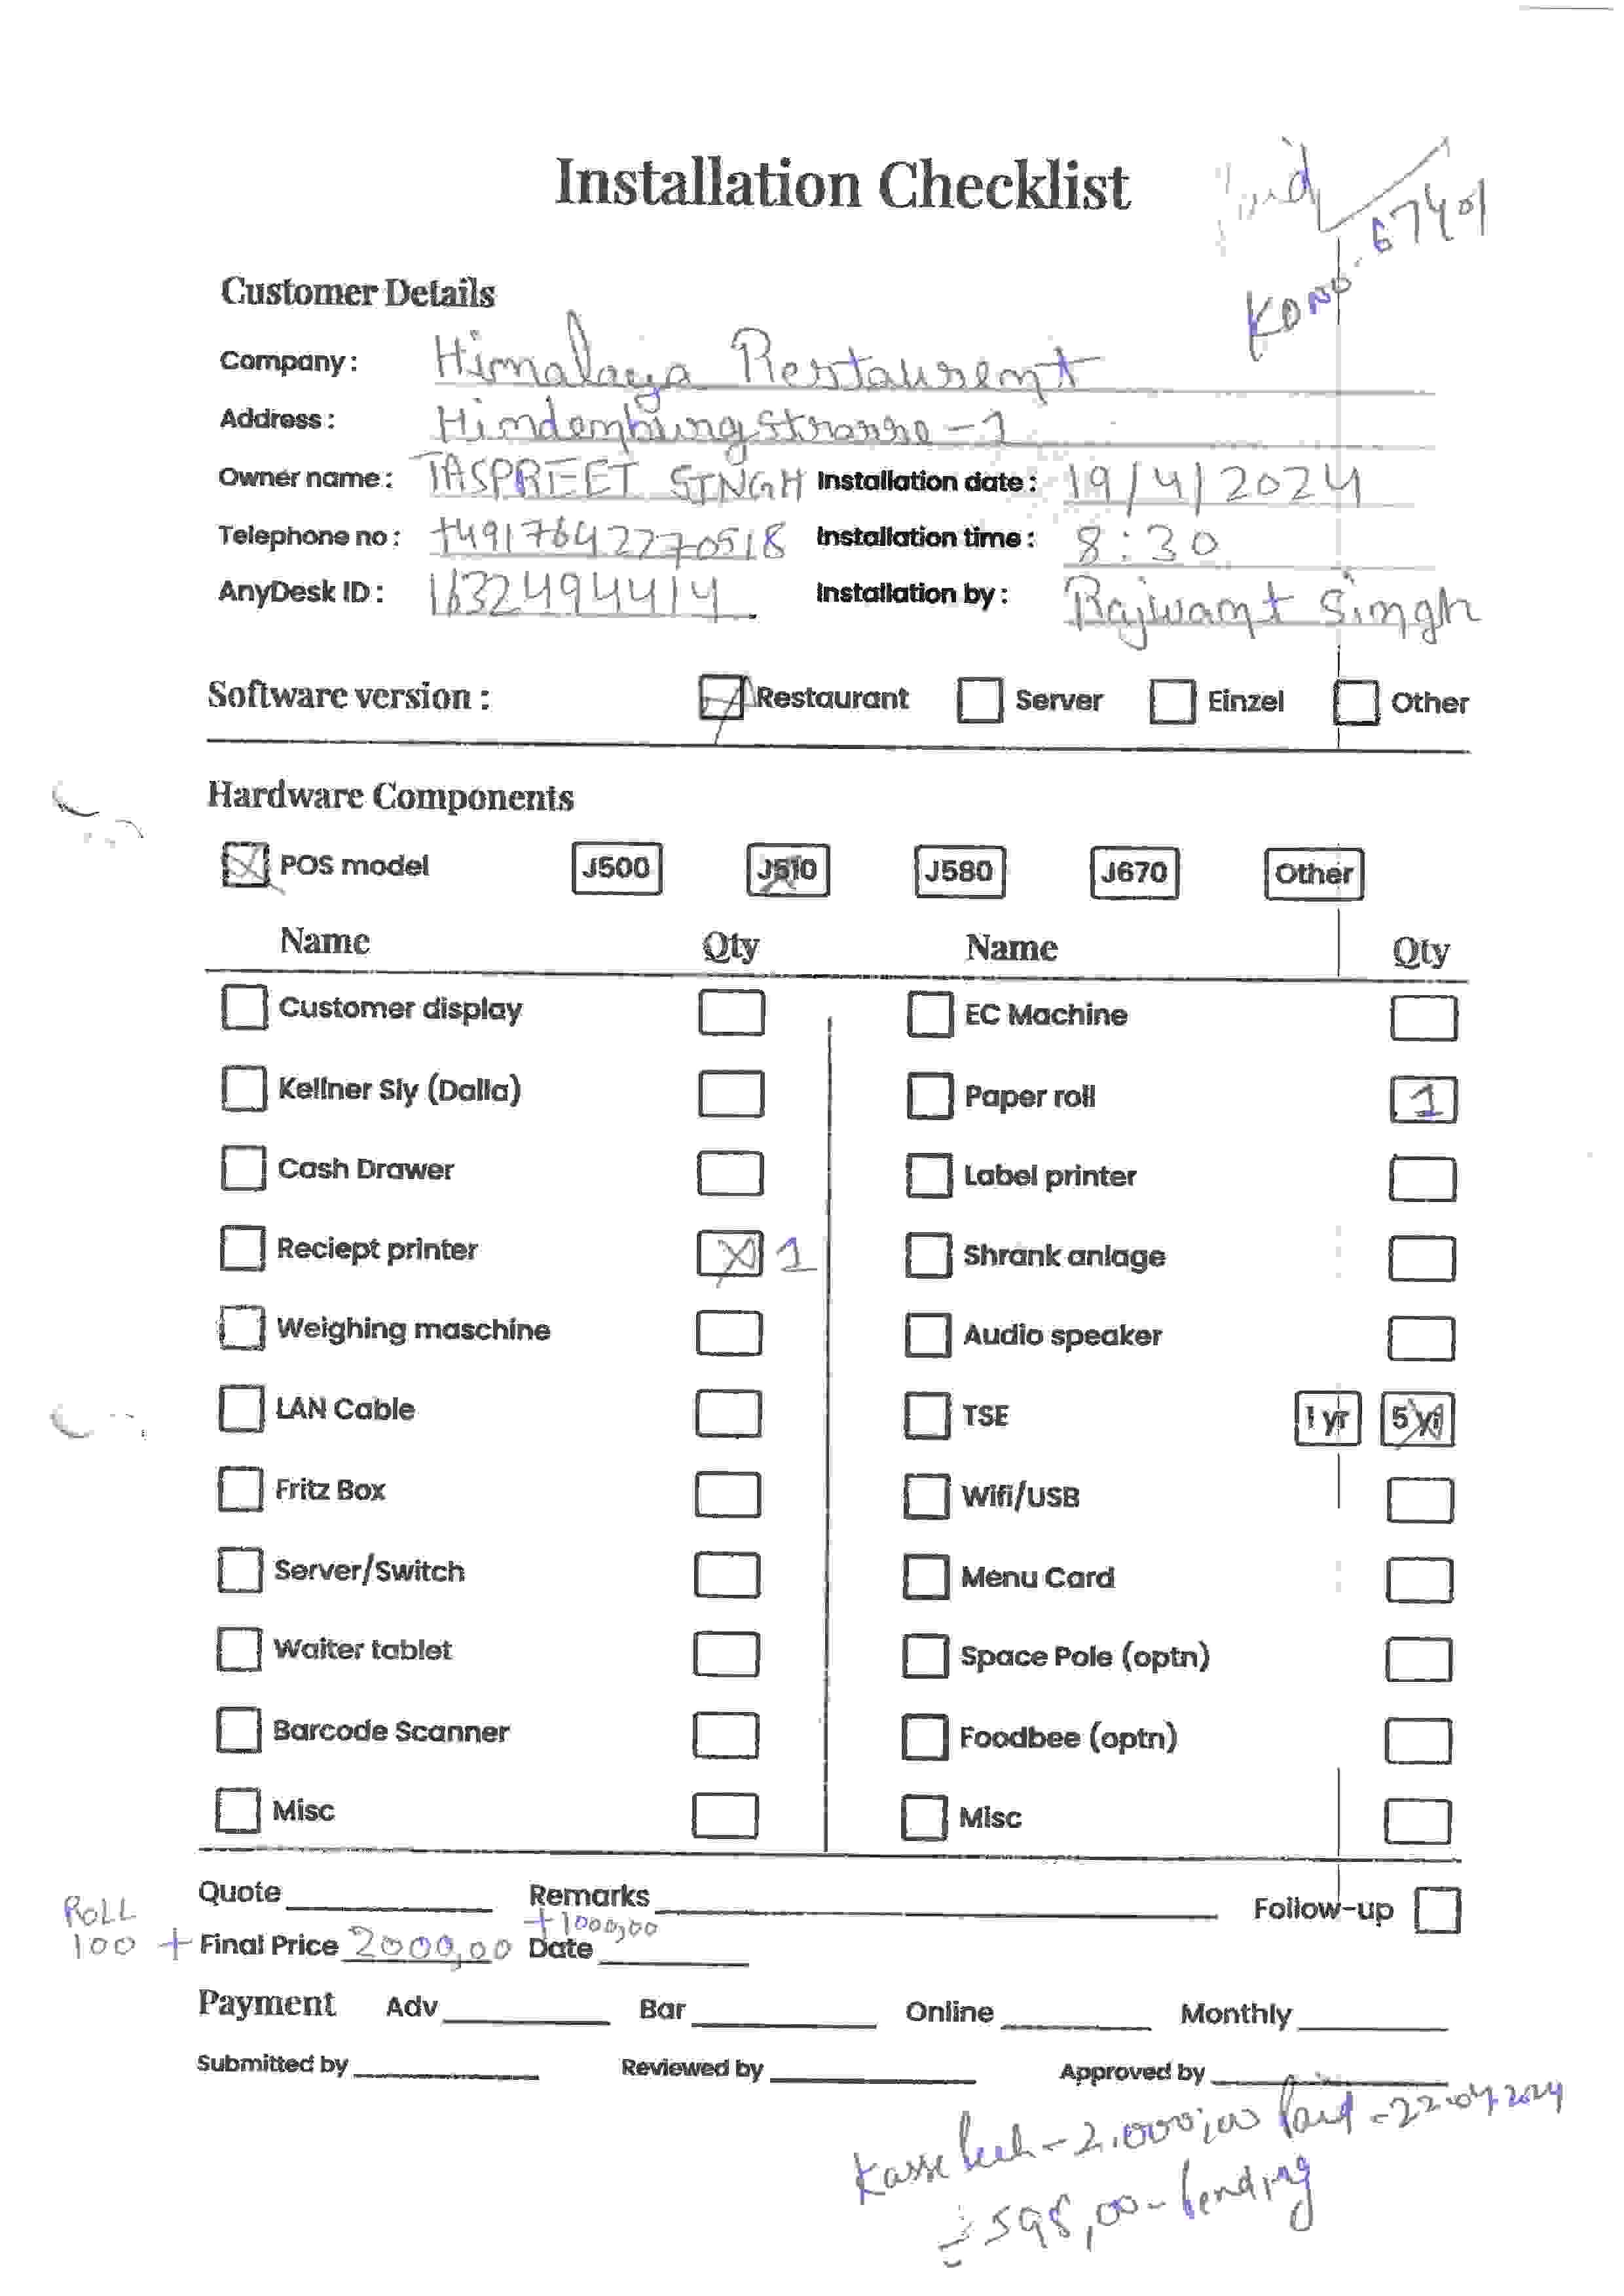 Installation Checklist
Paid
KDNO-67401
Customer Details
Company: Himalaya Restaurent
Address: Hindenburgstrasse-1
Owner name: TASPREET SINGH Installation date: 19/4/2024
Telephone no: +4917642270518 Installation time: 8:30
AnyDesk ID: 1632494414 Installation by: Rajwant Singh
Software version: Restaurant Server Einzel Other
Hardware Components
POS model J500 J510 J580 J670 Other
Name Qty Name Qty
Customer display EC Machine
Kellner Sly (Dalla) Paper roll 1
Cash Drawer Label printer
Reciept printer X 1 Shrank anlage
Weighing maschine Audio speaker
LAN Cable TSE 1 yr 5 yr
Fritz Box Wifi/USB
Server/Switch Menu Card
Waiter tablet Space Pole (optn)
Barcode Scanner Foodbee (optn)
Misc Misc
Quote Remarks Follow-up
ROLL +1000,00
100 + Final Price 2000,00 Date
Payment Adv Bar Online Monthly
Submitted by Reviewed by Approved by
Kasse - 2.000,00 Paid - 22.04.2024
598,00 - Pending